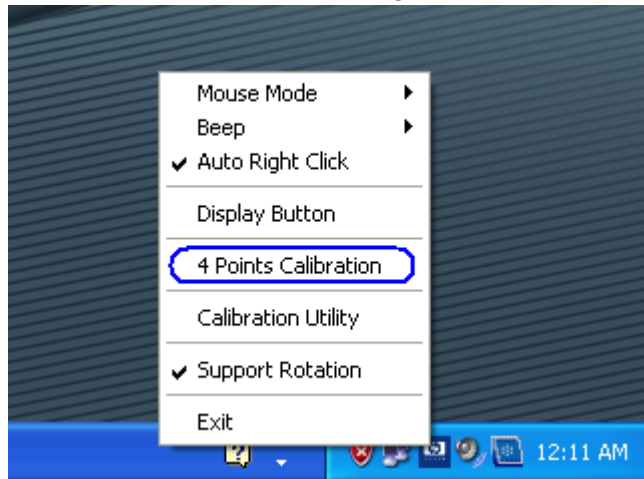 Mouse Mode
Beep
Auto Right Click
Display Button
4 Points Calibration
Calibration Utility
Support Rotation
Exit
12:11 AM